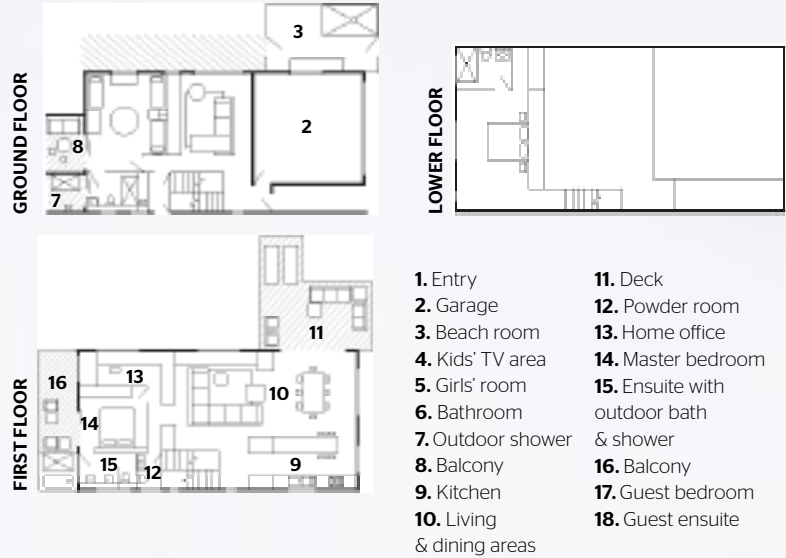 GROUND FLOOR
3
2
8
7
LOWER FLOOR
FIRST FLOOR
11
16
13
10
14
15
12
9
1. Entry
2. Garage
3. Beach room
4. Kids' TV area
5. Girls' room
6. Bathroom
7. Outdoor shower
8. Balcony
9. Kitchen
10. Living
& dining areas
11. Deck
12. Powder room
13. Home office
14. Master bedroom
15. Ensuite with
outdoor bath
& shower
16. Balcony
17. Guest bedroom
18. Guest ensuite